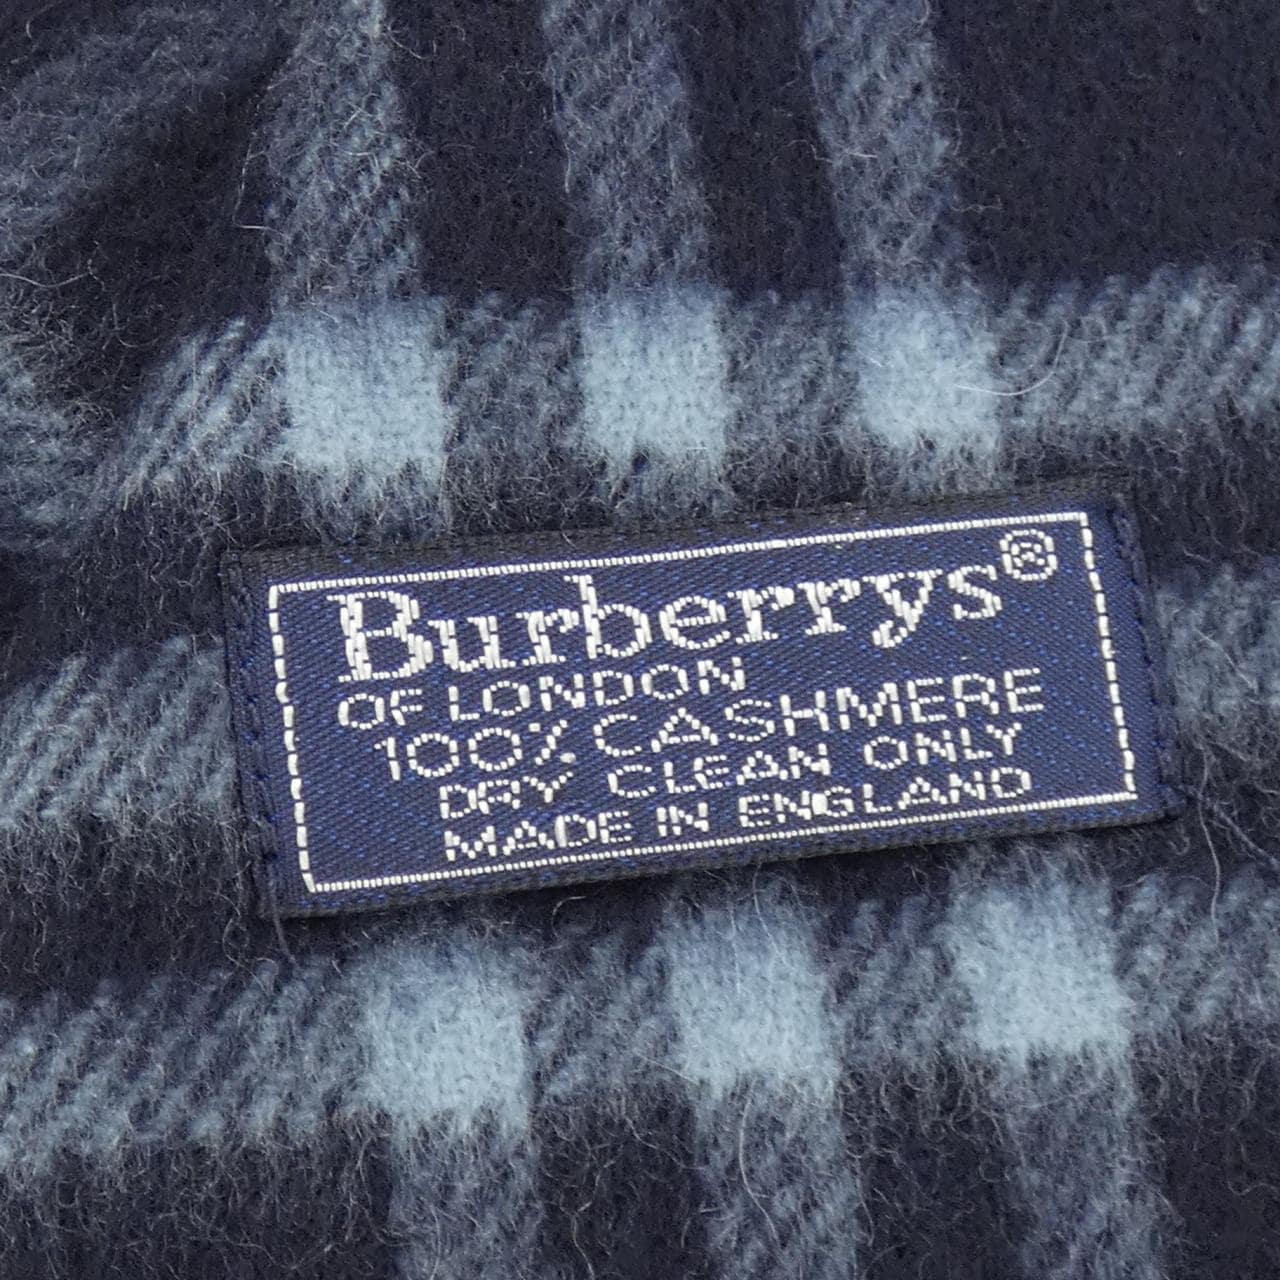 Burberrys®
OF LONDON
100% CASHMERE
DRY CLEAN ONLY
MADE IN ENGLAND